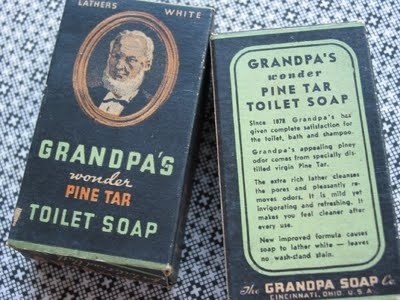 LATHERS WHITE
GRANDPA'S
wonder
PINE TAR
TOILET SOAP
GRANDPA'S
wonder
PINE TAR
TOILET SOAP
Since 1878 Grandpa's has
given complete satisfaction for
the toilet, bath and shampoo.
Grandpa's appealing piney
odor comes from specially dis-
tilled virgin Pine Tar.
The extra rich lather cleanses
the pores and pleasantly re-
moves odors. It is mild yet
invigorating and refreshing. It
makes you feel cleaner after
every use.
New improved formula causes
soap to lather white — leaves
no wash-stand stain.
The GRANDPA SOAP Co.
CINCINNATI, OHIO, U.S.A.